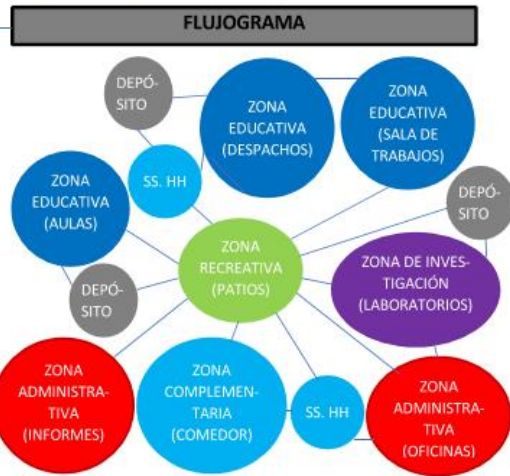 FLUJOGRAMA
DEPÓ-
SITO
ZONA
EDUCATIVA
(DESPACHOS)
ZONA
EDUCATIVA
(SALA DE
TRABAJOS)
SS. HH
ZONA
EDUCATIVA
(AULAS)
DEPÓ-
SITO
ZONA
RECREATIVA
(PATIOS)
ZONA DE INVES-
TIGACIÓN
(LABORATORIOS)
DEPÓ-
SITO
ZONA
ADMINISTRA-
TIVA
(INFORMES)
ZONA
COMPLEMEN-
TARIA
(COMEDOR)
SS. HH
ZONA
ADMINISTRA-
TIVA
(OFICINAS)